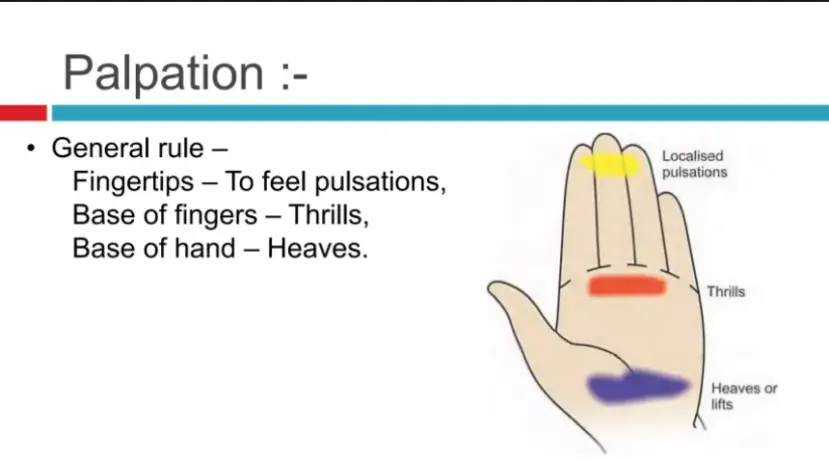 Palpation :-
• General rule –
Fingertips – To feel pulsations,
Base of fingers – Thrills,
Base of hand – Heaves.
Localised
pulsations
Thrills
Heaves or
lifts